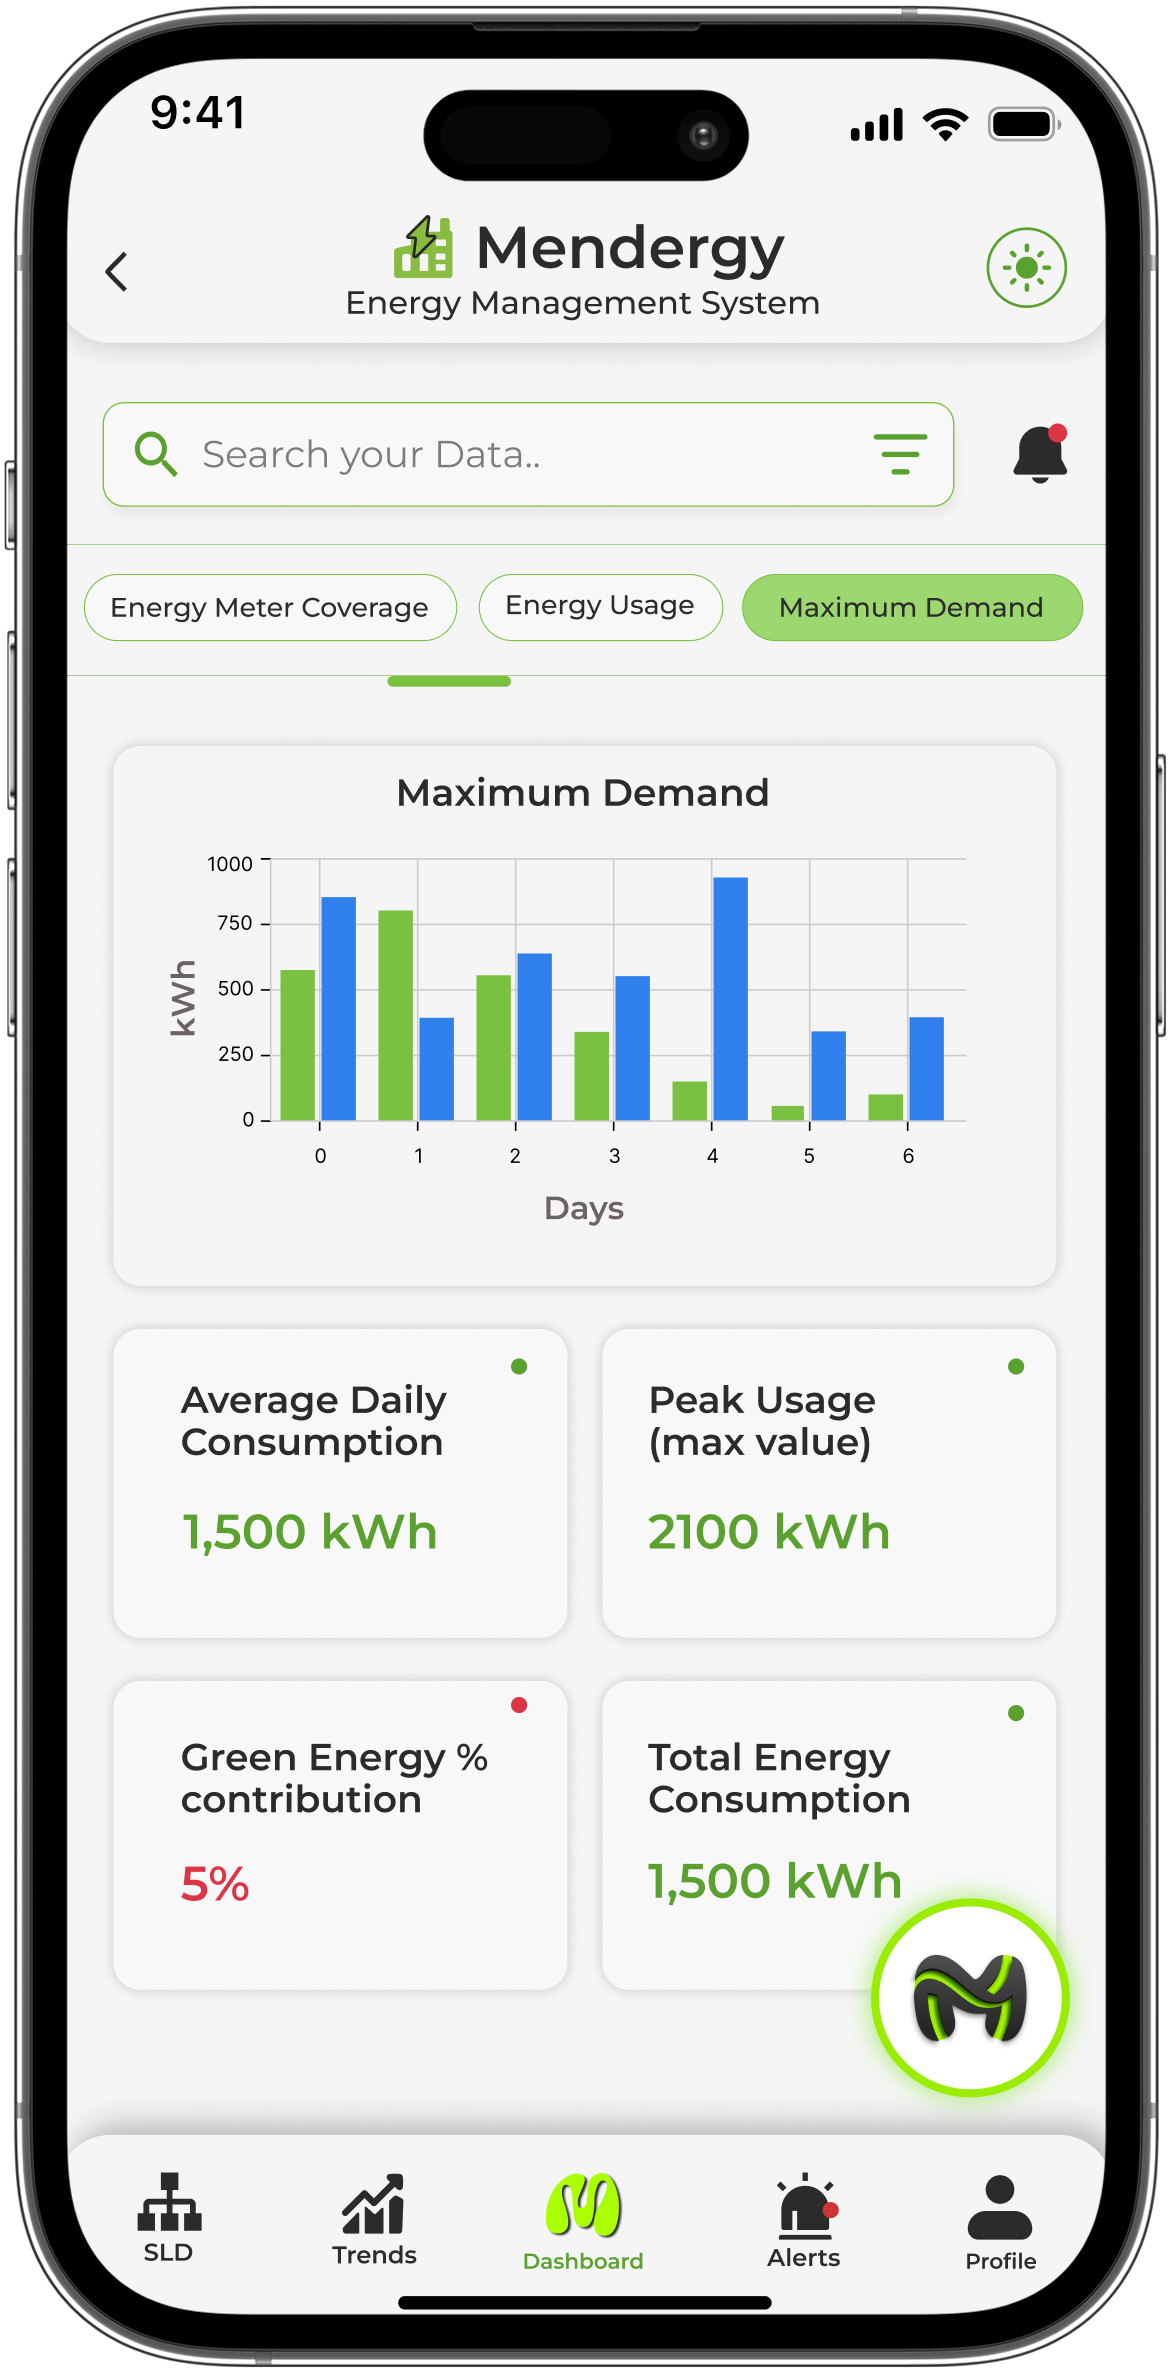 9:41
Mendergy
Energy Management System
Search your Data..
Energy Meter Coverage Energy Usage Maximum Demand
Maximum Demand
1000
750
500
250
0
kWh
0 1 2 3 4 5 6
Days
Average Daily
Consumption
1,500 kWh
Peak Usage
(max value)
2100 kWh
Green Energy %
contribution
5%
Total Energy
Consumption
1,500 kWh
SLD Trends Dashboard Alerts Profile